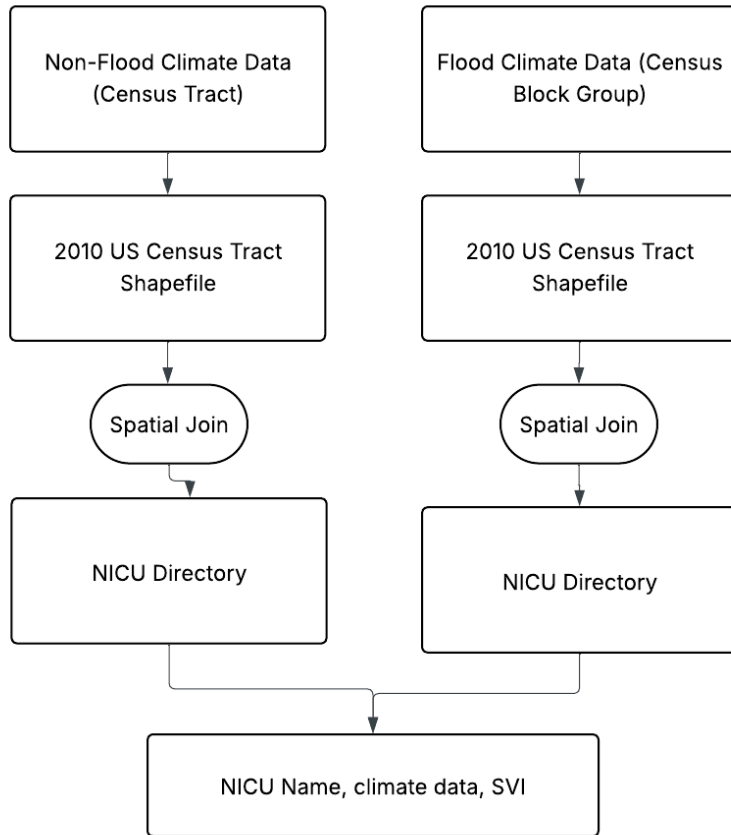 Non-Flood Climate Data
(Census Tract)
Flood Climate Data (Census
Block Group)
2010 US Census Tract
Shapefile
2010 US Census Tract
Shapefile
Spatial Join
Spatial Join
NICU Directory
NICU Directory
NICU Name, climate data, SVI